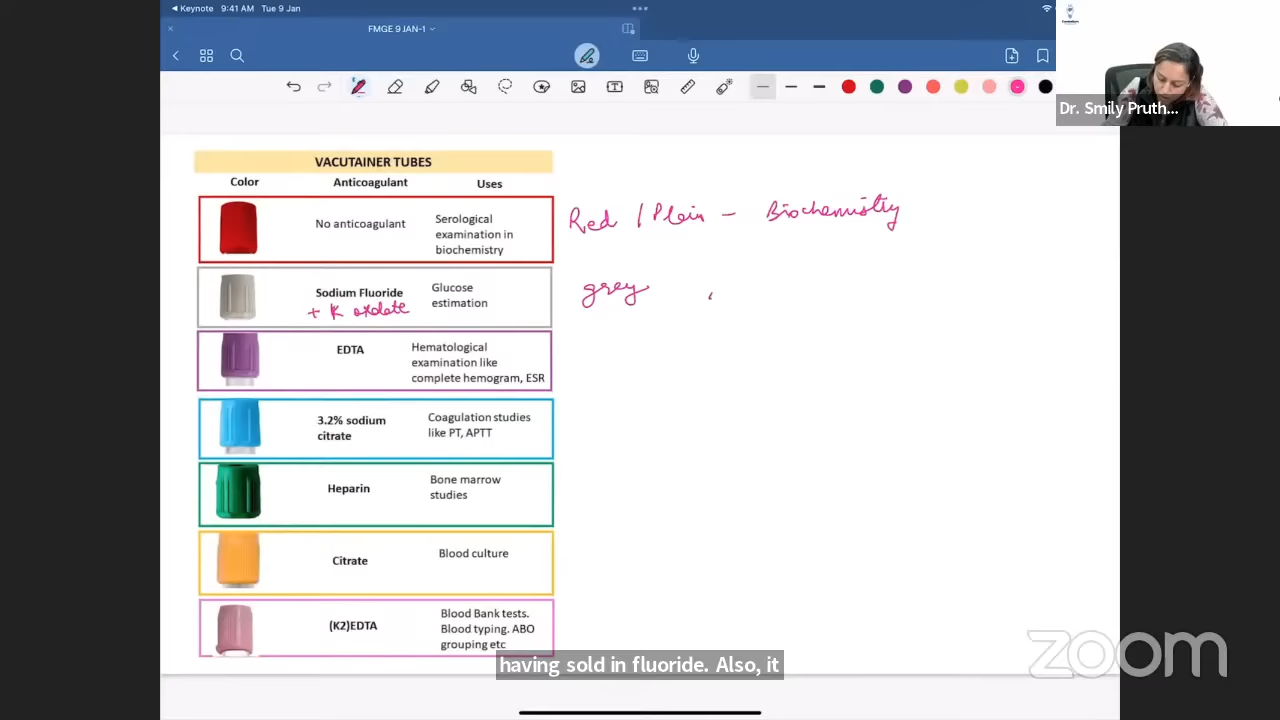 Keynote 9:41 AM Tue 9 Jan
FMGE 9 JAN-1
Dr. Smily Pruth...
VACUTAINER TUBES
Color Anticoagulant Uses
No anticoagulant
Serological
examination in
biochemistry
Red / Plain - Biochemistry
Sodium Fluoride
+ K oxalate
Glucose
estimation
grey
EDTA
Hematological
examination like
complete hemogram, ESR
3.2% sodium
citrate
Coagulation studies
like PT, APTT
Heparin
Bone marrow
studies
Citrate
Blood culture
(K2)EDTA
Blood Bank tests.
Blood typing. ABO
grouping etc
having sold in fluoride. Also, it
zoom